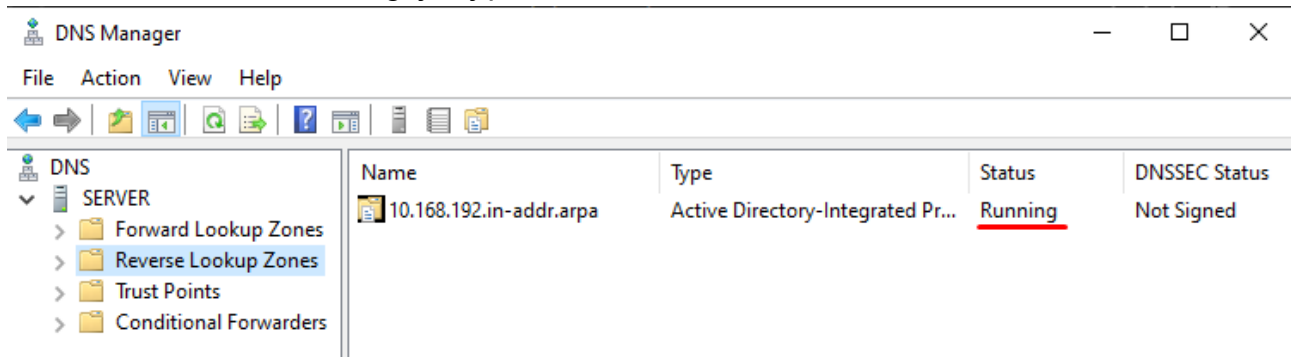 DNS Manager
File Action View Help
DNS
SERVER
Forward Lookup Zones
Reverse Lookup Zones
Trust Points
Conditional Forwarders
Name Type Status DNSSEC Status
10.168.192.in-addr.arpa Active Directory-Integrated Pr... Running Not Signed